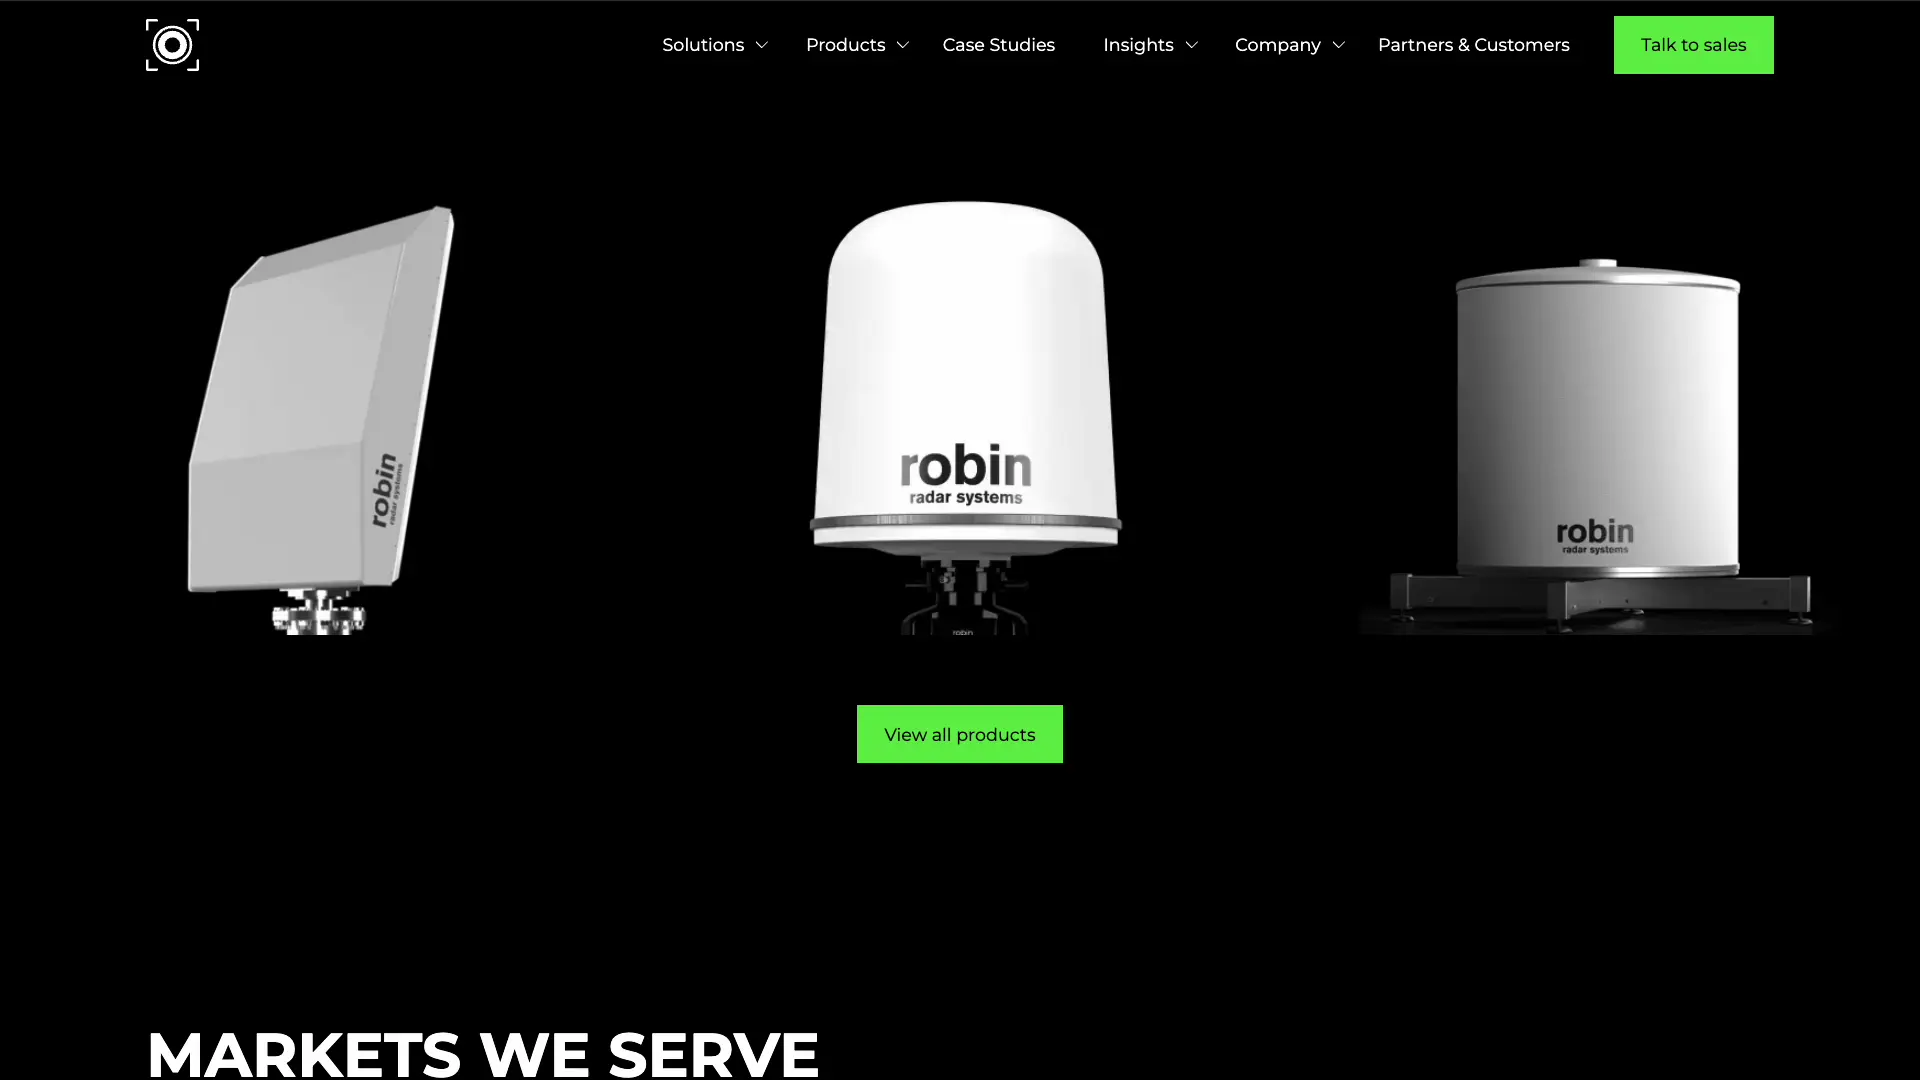 Solutions
Products
Case Studies
Insights
Company
Partners & Customers
Talk to sales
robin
radar systems
robin
radar systems
robin
robin
radar systems
View all products
MARKETS WE SERVE